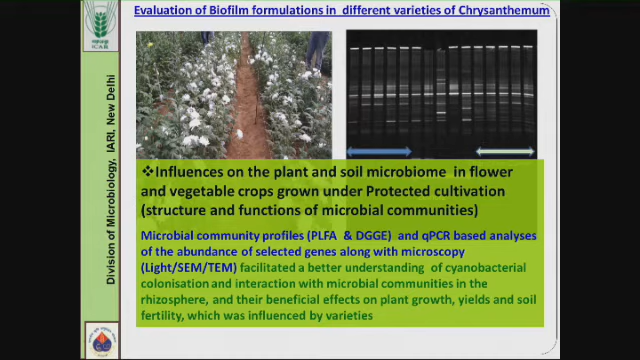 Evaluation of Biofilm formulations in different varieties of Chrysanthemum
ICAR
Division of Microbiology, IARI, New Delhi
❖Influences on the plant and soil microbiome in flower
and vegetable crops grown under Protected cultivation
(structure and functions of microbial communities)
Microbial community profiles (PLFA & DGGE) and qPCR based analyses
of the abundance of selected genes along with microscopy
(Light/SEM/TEM) facilitated a better understanding of cyanobacterial
colonisation and interaction with microbial communities in the
rhizosphere, and their beneficial effects on plant growth, yields and soil
fertility, which was influenced by varieties